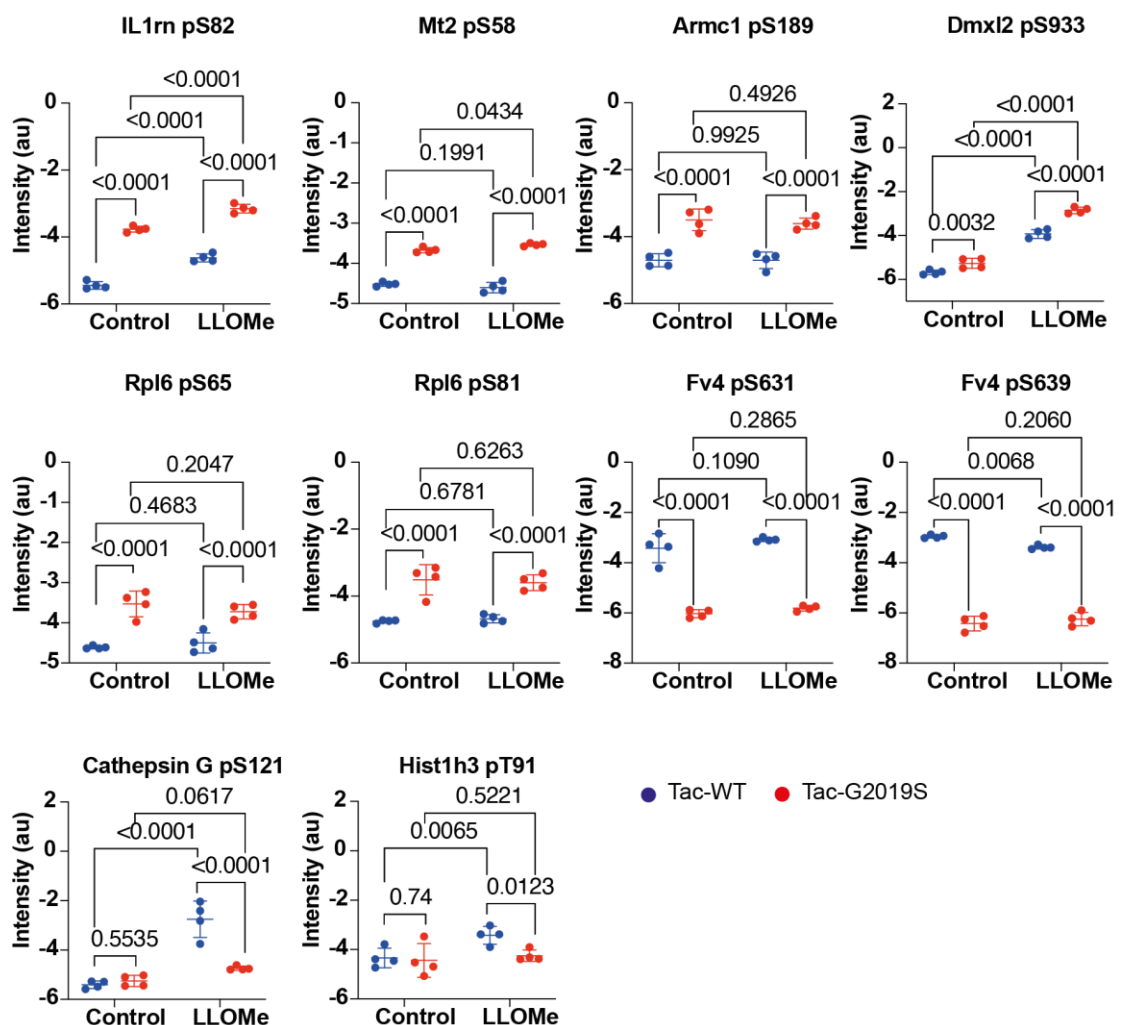 IL1rn pS82
Intensity (au)
0
-2
-4
-6
<0.0001
<0.0001
<0.0001
<0.0001
Control
LLOMe
Mt2 pS58
Intensity (au)
0
-1
-2
-3
-4
-5
0.0434
0.1991
<0.0001
<0.0001
Control
LLOMe
Armc1 pS189
Intensity (au)
0
-2
-4
-6
0.4926
0.9925
<0.0001
<0.0001
Control
LLOMe
Dmxl2 pS933
Intensity (au)
2
0
-2
-4
-6
<0.0001
<0.0001
<0.0001
0.0032
Control
LLOMe
Rpl6 pS65
Intensity (au)
0
-1
-2
-3
-4
-5
0.2047
0.4683
<0.0001
<0.0001
Control
LLOMe
Rpl6 pS81
Intensity (au)
0
-2
-4
-6
0.6263
0.6781
<0.0001
<0.0001
Control
LLOMe
Fv4 pS631
Intensity (au)
0
-2
-4
-6
-8
0.2865
0.1090
<0.0001
<0.0001
Control
LLOMe
Fv4 pS639
Intensity (au)
0
-2
-4
-6
-8
0.2060
0.0068
<0.0001
<0.0001
Control
LLOMe
Cathepsin G pS121
Intensity (au)
2
0
-2
-4
-6
0.0617
<0.0001
<0.0001
0.5535
Control
LLOMe
Hist1h3 pT91
Intensity (au)
2
0
-2
-4
-6
0.5221
0.0065
0.74
0.0123
Control
LLOMe
Tac-WT
Tac-G2019S